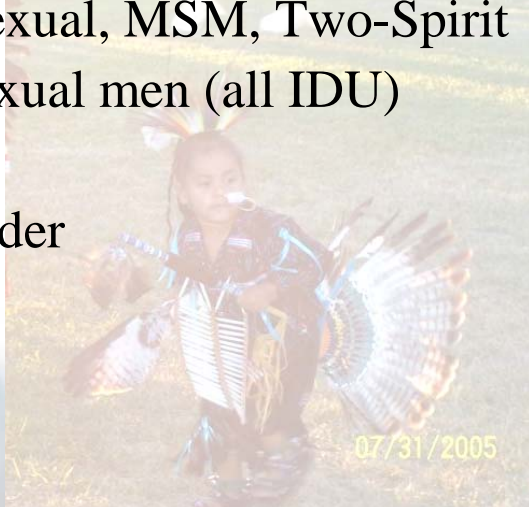 exual, MSM, Two-Spirit
xual men (all IDU)
der
07/31/2005